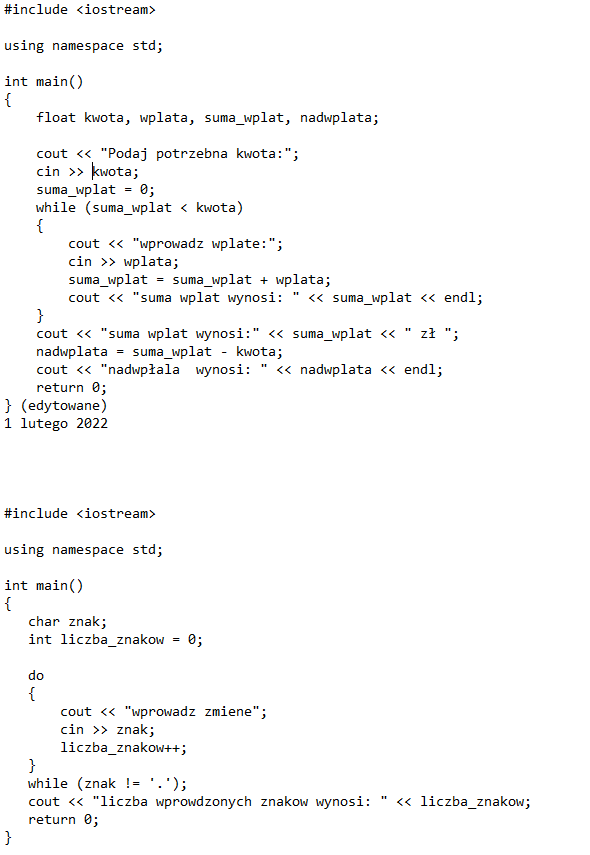 #include <iostream>

using namespace std;

int main()
{
    float kwota, wplata, suma_wplat, nadwplata;

    cout << "Podaj potrzebna kwota:";
    cin >> kwota;
    suma_wplat = 0;
    while (suma_wplat < kwota)
    {
        cout << "wprowadz wplate:";
        cin >> wplata;
        suma_wplat = suma_wplat + wplata;
        cout << "suma wplat wynosi: " << suma_wplat << endl;
    }
    cout << "suma wplat wynosi:" << suma_wplat << " zł ";
    nadwplata = suma_wplat - kwota;
    cout << "nadwpłala  wynosi: " << nadwplata << endl;
    return 0;
} (edytowane)
1 lutego 2022

#include <iostream>

using namespace std;

int main()
{
   char znak;
   int liczba_znakow = 0;

   do
   {
       cout << "wprowadz zmiene";
       cin >> znak;
       liczba_znakow++;
   }
   while (znak != '.');
   cout << "liczba wprowdzonych znakow wynosi: " << liczba_znakow;
   return 0;
}